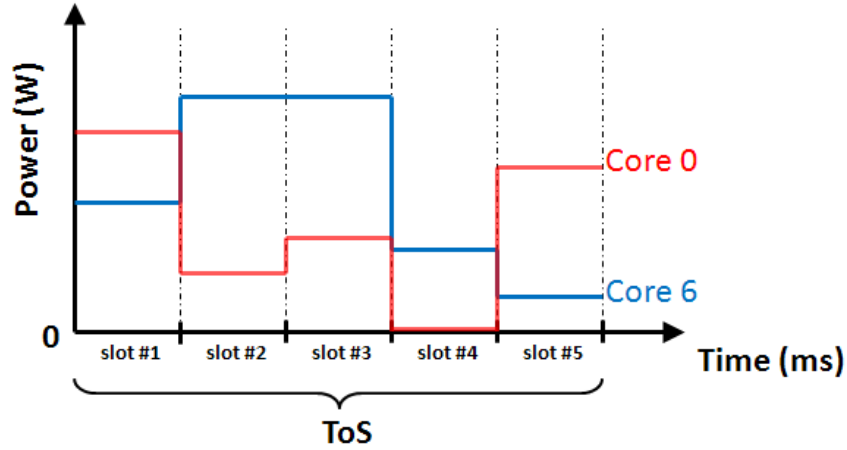 Power (W)
Core 0
Core 6
0
slot #1
slot #2
slot #3
slot #4
slot #5
Time (ms)
ToS